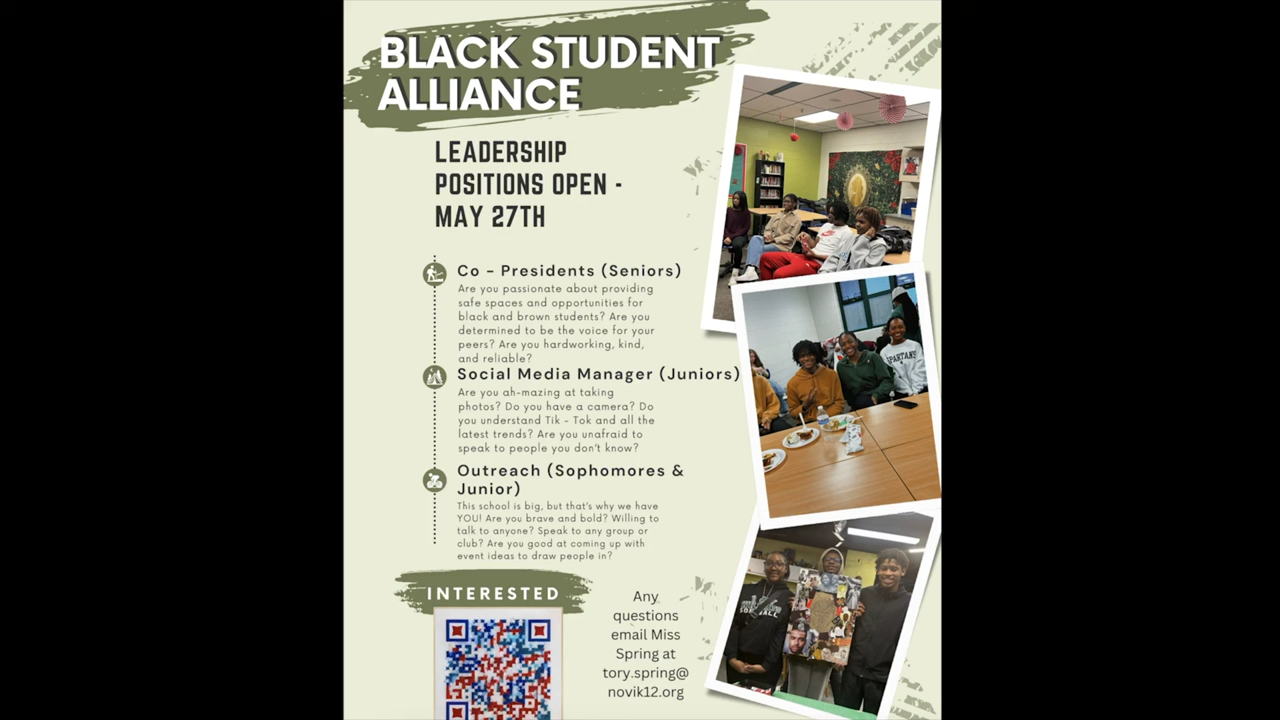 BLACK STUDENT
ALLIANCE
LEADERSHIP
POSITIONS OPEN -
MAY 27TH
Co - Presidents (Seniors)
Are you passionate about providing
safe spaces and opportunities for
black and brown students? Are you
determined to be the voice for your
peers? Are you hardworking, kind,
and reliable?
Social Media Manager (Juniors)
Are you ah-mazing at taking
photos? Do you have a camera? Do
you understand Tik - Tok and all the
latest trends? Are you unafraid to
speak to people you don't know?
Outreach (Sophomores &
Junior)
This school is big, but that's why we have
YOU! Are you brave and bold? Willing to
talk to anyone? Speak to any group or
club? Are you good at coming up with
event ideas to draw people in?
INTERESTED
Any
questions
email Miss
Spring at
tory.spring@
novik12.org
SPARTANS